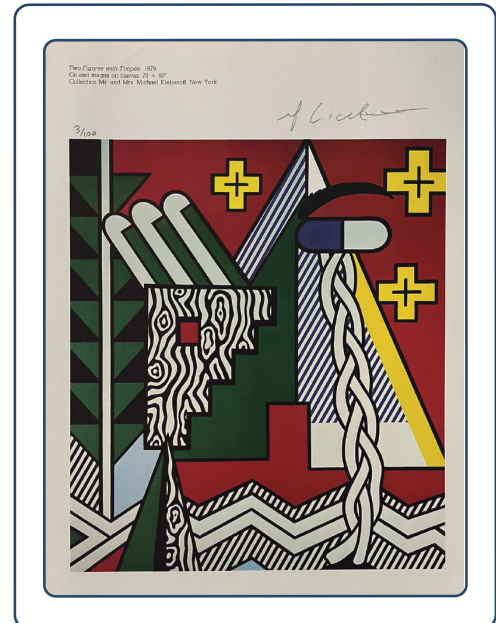 Two Figures with Teepee. 1979
Oil and magna on canvas, 70 × 60"
Collection Mr. and Mrs. Michael Klebanoff, New York
3/100